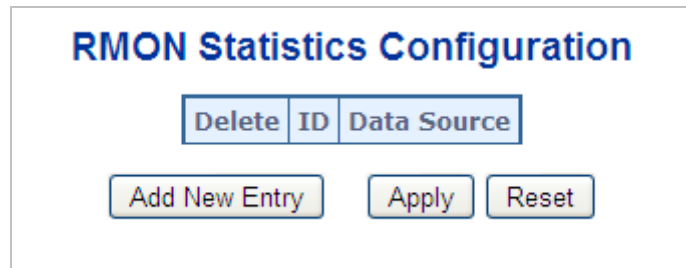 RMON Statistics Configuration
Delete ID Data Source
Add New Entry Apply Reset